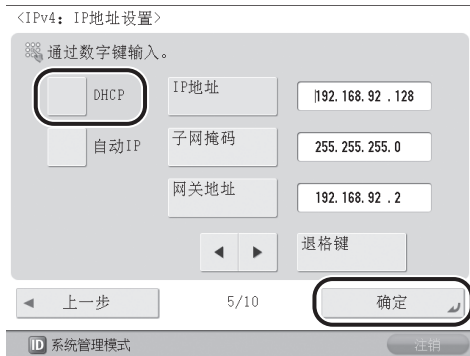 <IPv4: IP地址设置>
通过数字键输入。
DHCP
IP地址
192.168.92 .128
自动IP
子网掩码
255.255.255.0
网关地址
192.168.92 .2
退格键
上一步
5/10
确定
ID 系统管理模式
注销